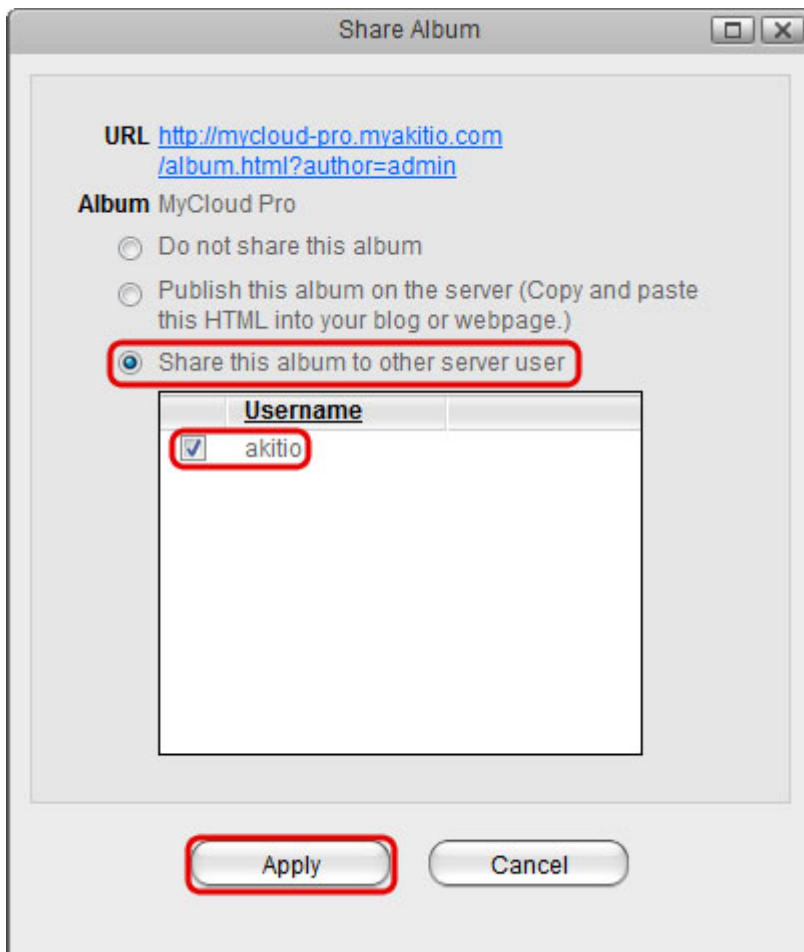 Share Album
URL http://mycloud-pro.myakitio.com
/album.html?author=admin
Album MyCloud Pro
Do not share this album
Publish this album on the server (Copy and paste
this HTML into your blog or webpage.)
Share this album to other server user
Username
akitio
Apply Cancel